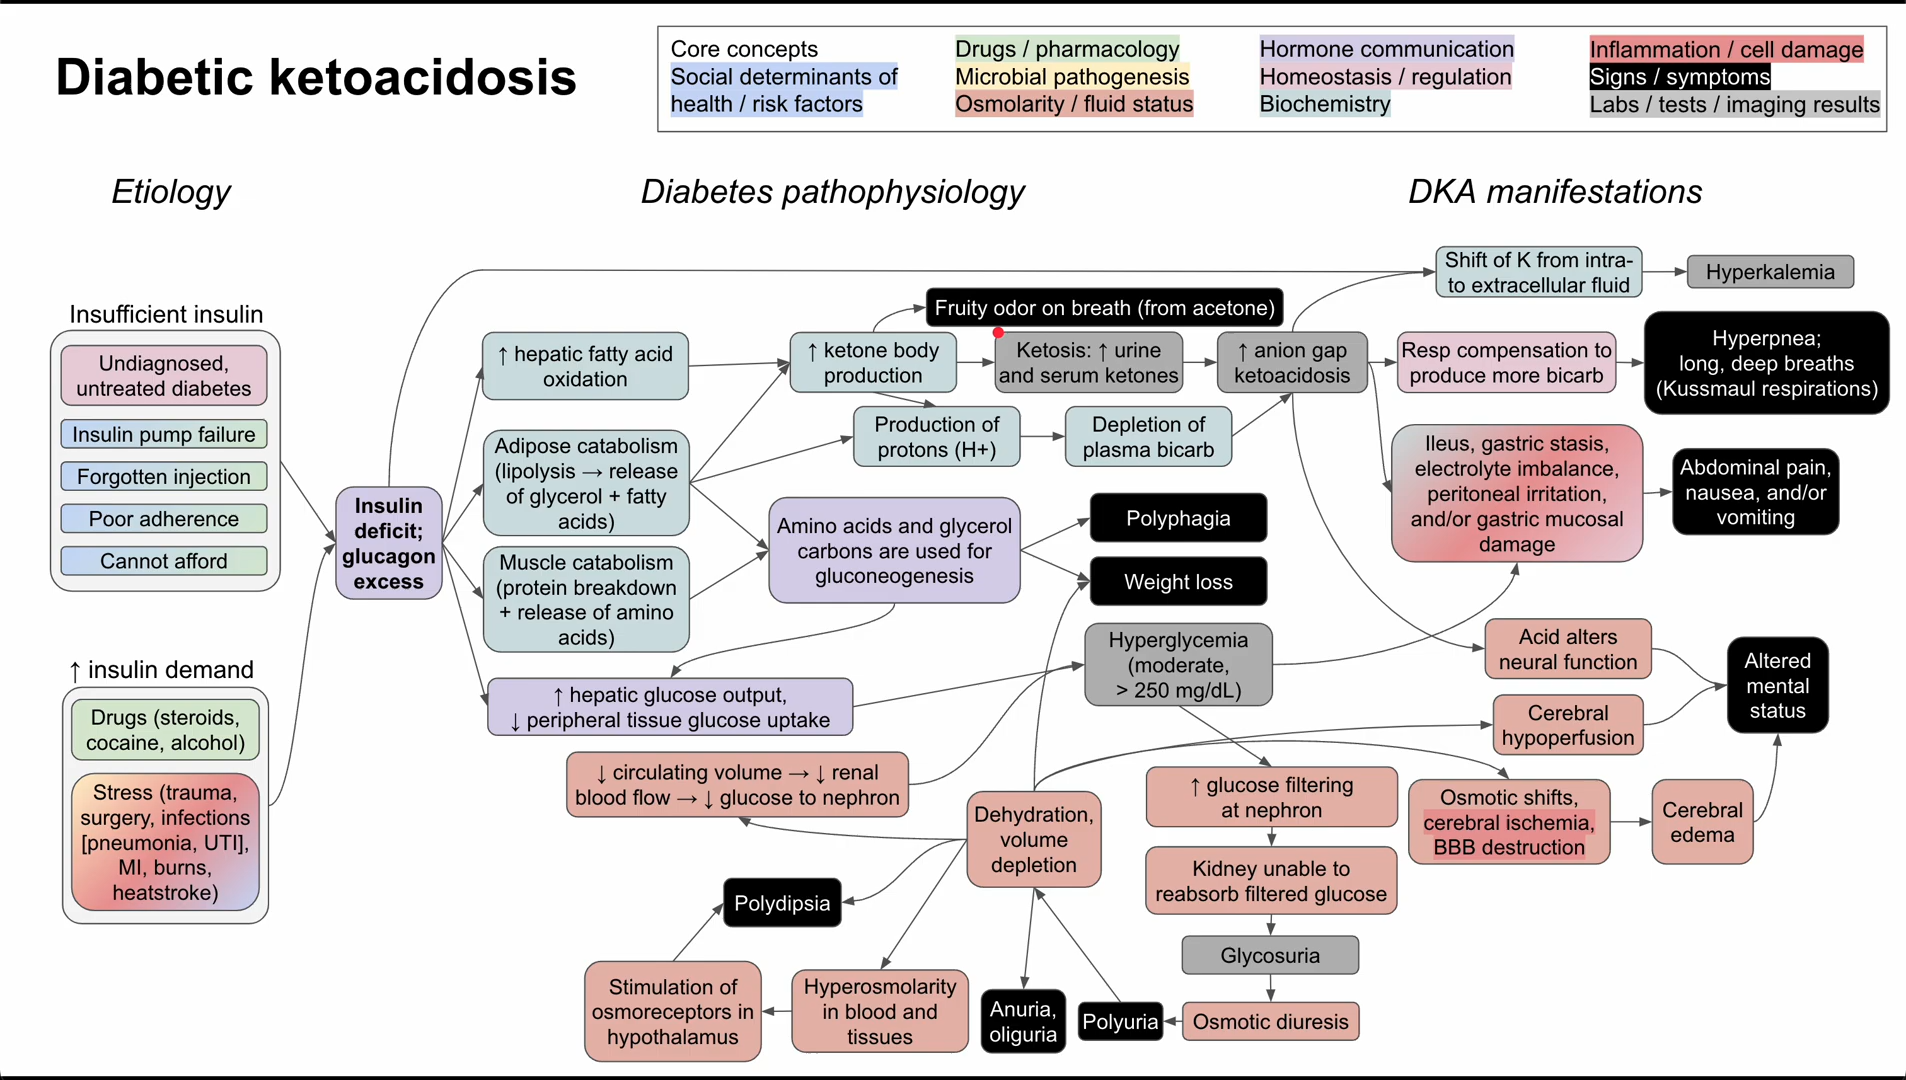 Diabetic ketoacidosis
Core concepts
Social determinants of
health / risk factors
Drugs / pharmacology
Microbial pathogenesis
Osmolarity / fluid status
Hormone communication
Homeostasis / regulation
Biochemistry
Inflammation / cell damage
Signs / symptoms
Labs / tests / imaging results
Etiology
Diabetes pathophysiology
DKA manifestations
Insufficient insulin
Undiagnosed,
untreated diabetes
Insulin pump failure
Forgotten injection
Poor adherence
Cannot afford
↑ insulin demand
Drugs (steroids,
cocaine, alcohol)
Stress (trauma,
surgery, infections
[pneumonia, UTI],
MI, burns,
heatstroke)
Insulin
deficit;
glucagon
excess
↑ hepatic fatty acid
oxidation
Adipose catabolism
(lipolysis → release
of glycerol + fatty
acids)
Muscle catabolism
(protein breakdown
+ release of amino
acids)
↑ hepatic glucose output,
↓ peripheral tissue glucose uptake
↓ circulating volume → ↓ renal
blood flow → ↓ glucose to nephron
Fruity odor on breath (from acetone)
↑ ketone body
production
Ketosis: ↑ urine
and serum ketones
↑ anion gap
ketoacidosis
Production of
protons (H+)
Depletion of
plasma bicarb
Amino acids and glycerol
carbons are used for
gluconeogenesis
Polyphagia
Weight loss
Hyperglycemia
(moderate,
> 250 mg/dL)
Dehydration,
volume
depletion
Polydipsia
Stimulation of
osmoreceptors in
hypothalamus
Hyperosmolarity
in blood and
tissues
Anuria,
oliguria
Polyuria
↑ glucose filtering
at nephron
Kidney unable to
reabsorb filtered glucose
Glycosuria
Osmotic diuresis
Shift of K from intra-
to extracellular fluid
Hyperkalemia
Resp compensation to
produce more bicarb
Hyperpnea;
long, deep breaths
(Kussmaul respirations)
Ileus, gastric stasis,
electrolyte imbalance,
peritoneal irritation,
and/or gastric mucosal
damage
Abdominal pain,
nausea, and/or
vomiting
Acid alters
neural function
Cerebral
hypoperfusion
Altered
mental
status
Osmotic shifts,
cerebral ischemia,
BBB destruction
Cerebral
edema